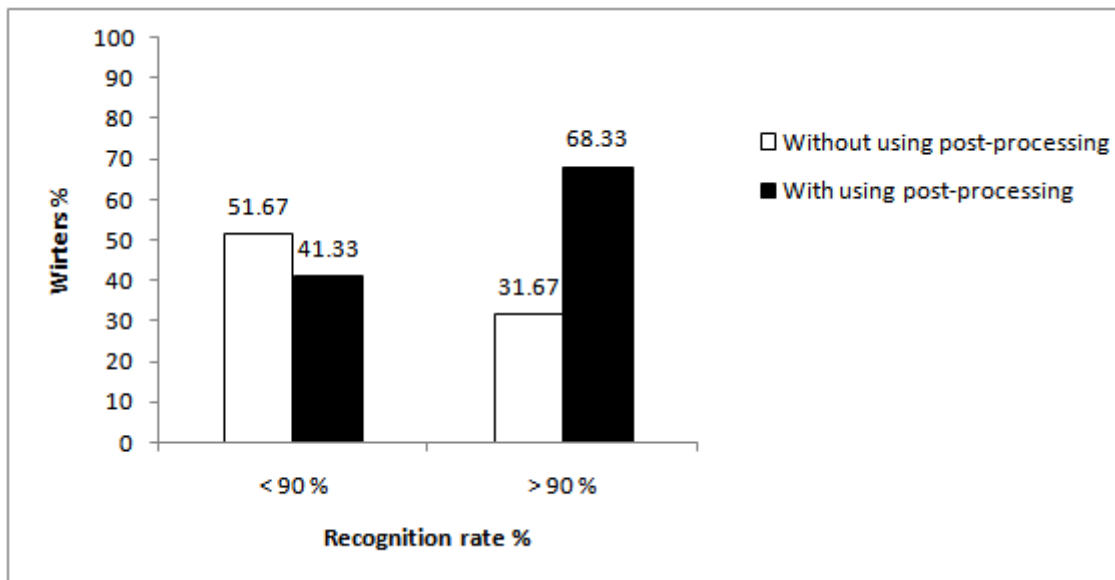 100
90
80
70
60
50
40
30
20
10
0
Wirters %
51.67
41.33
31.67
68.33
< 90 %
> 90 %
Recognition rate %
Without using post-processing
With using post-processing